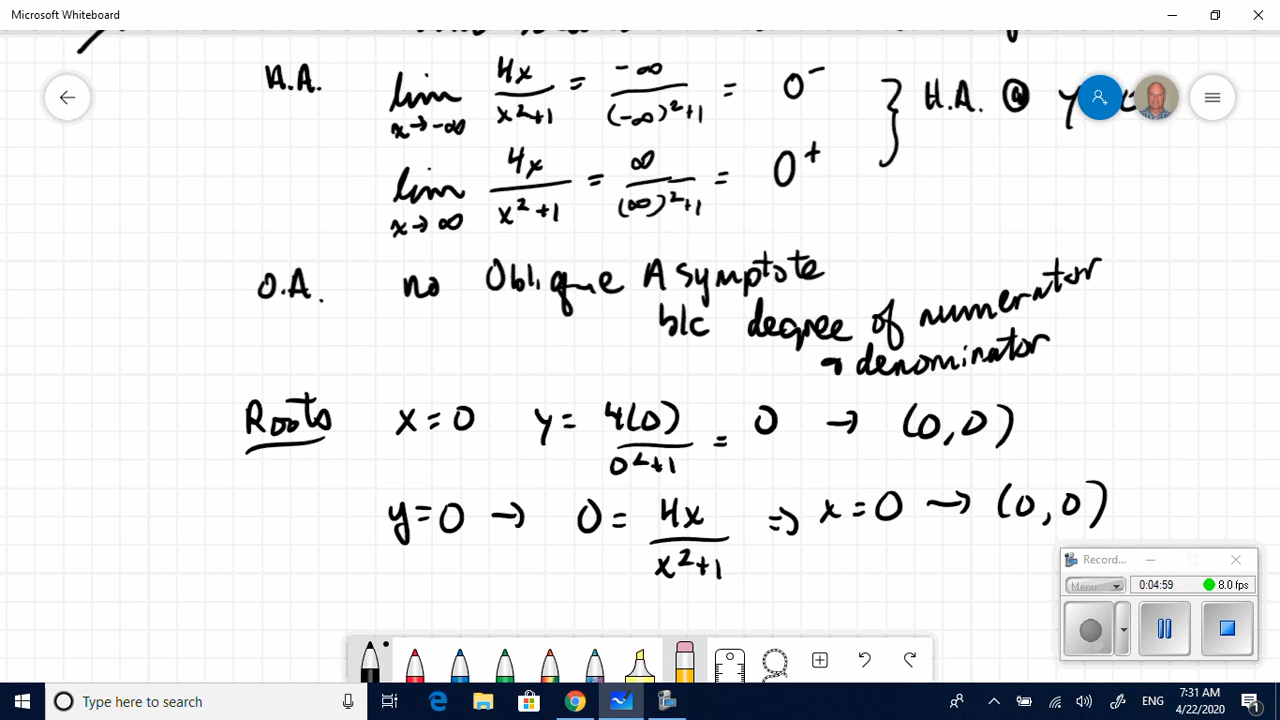 Microsoft Whiteboard
H.A. lim x→-∞ 4x/(x²+1) = -∞/((-∞)²+1) = 0⁻ } H.A. @ y
lim x→∞ 4x/(x²+1) = ∞/((∞)²+1) = 0⁺
O.A. no Oblique Asymptote
b/c degree of numerator
denominator
Roots x=0 y= 4(0)/(0²+1) = 0 → (0,0)
y=0 → 0 = 4x/(x²+1) ⇒ x=0 → (0,0)
Record...
Menu 0:04:59 8.0 fps
Type here to search
ENG
7:31 AM
4/22/2020
1